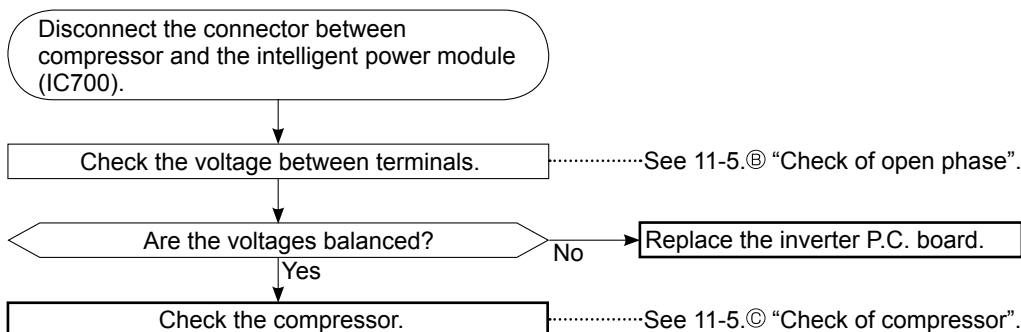 Disconnect the connector between
compressor and the intelligent power module
(IC700).
Check the voltage between terminals.
See 11-5.Ⓑ “Check of open phase”.
Are the voltages balanced?
No
Replace the inverter P.C. board.
Yes
Check the compressor.
See 11-5.Ⓒ “Check of compressor”.